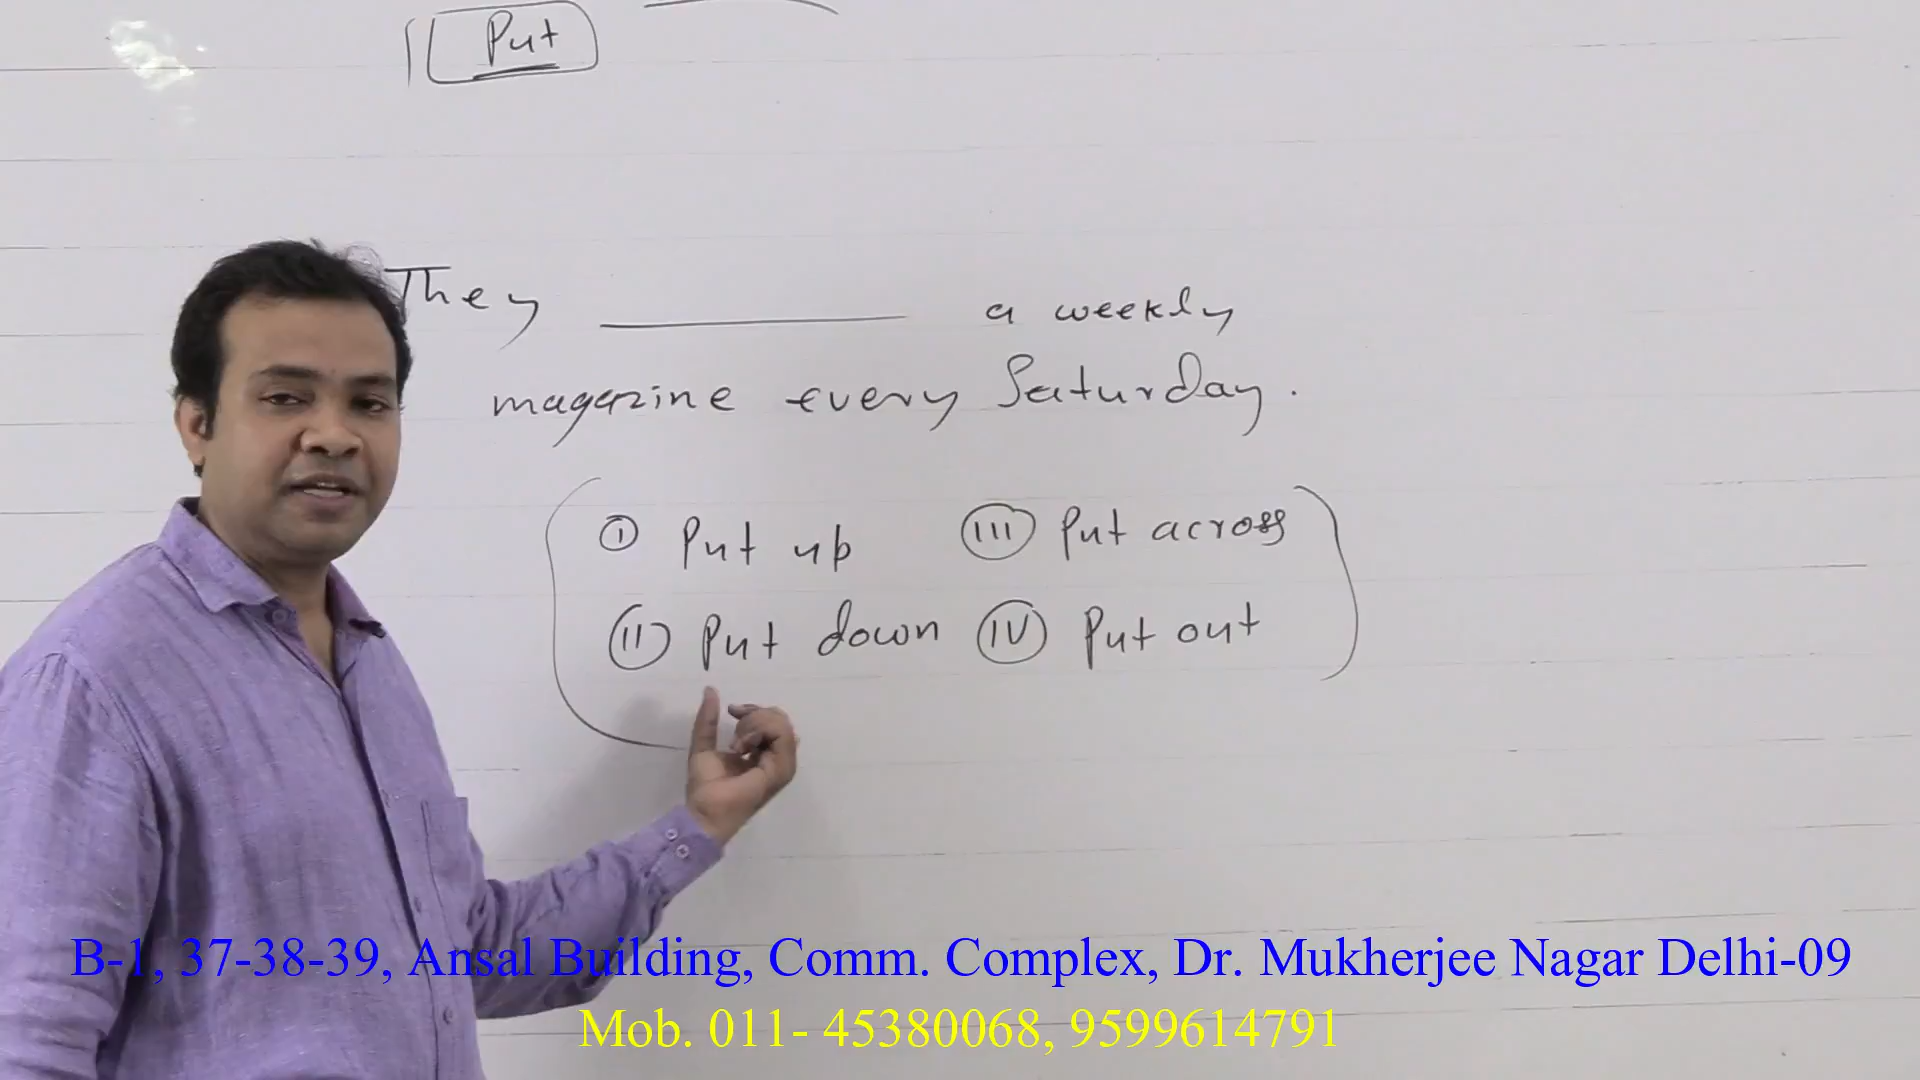 Put
They ______ a weekly
magazine every Saturday.
(I) Put up (III) Put across
(II) Put down (IV) Put out
B-1, 37-38-39, Ansal Building, Comm. Complex, Dr. Mukherjee Nagar Delhi-09
Mob. 011- 45380068, 9599614791